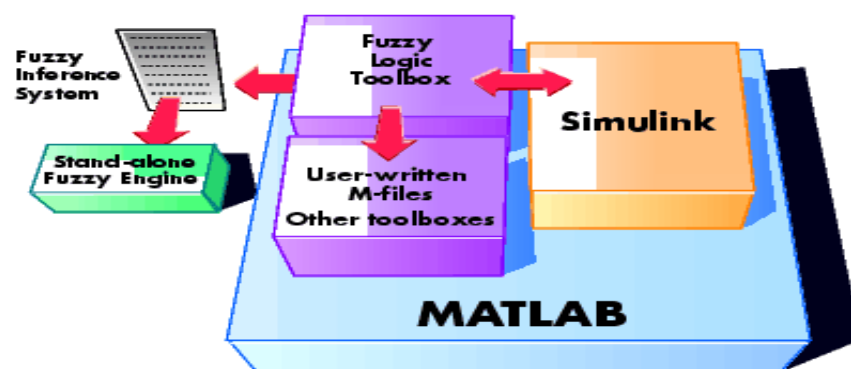 Fuzzy
Inference
System
Fuzzy
Logic
Toolbox
Simulink
Stand-alone
Fuzzy Engine
User-written
M-files
Other toolboxes
MATLAB